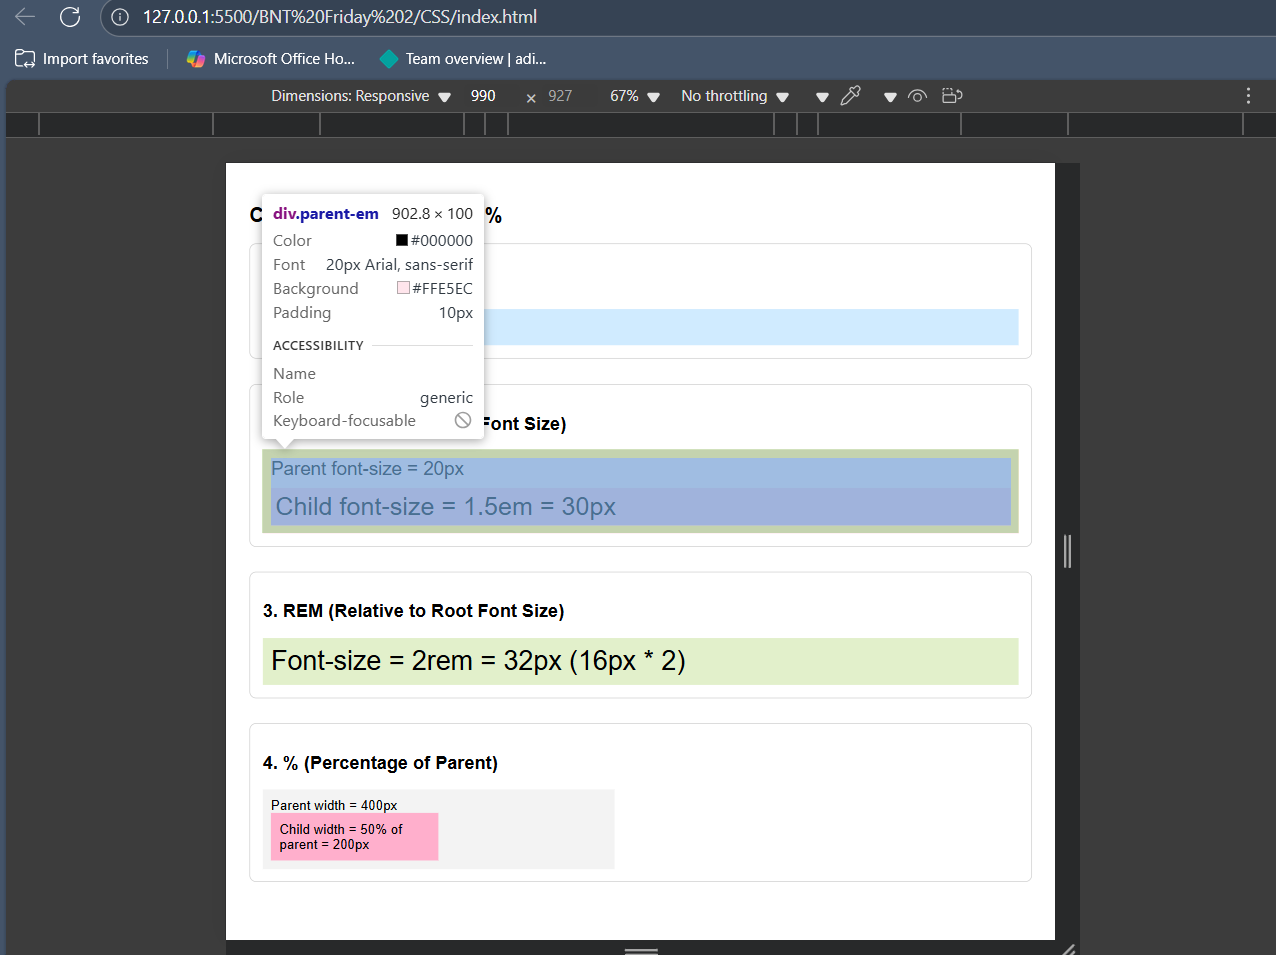 127.0.0.1:5500/BNT%20Friday%202/CSS/index.html
Import favorites
Microsoft Office Ho...
Team overview | adi...
Dimensions: Responsive
990
×
927
67%
No throttling
C
%
div.parent-em
902.8 × 100
Color
#000000
Font
20px Arial, sans-serif
Background
#FFE5EC
Padding
10px
ACCESSIBILITY
Name
Role
generic
Keyboard-focusable
Font Size)
Parent font-size = 20px
Child font-size = 1.5em = 30px
3. REM (Relative to Root Font Size)
Font-size = 2rem = 32px (16px * 2)
4. % (Percentage of Parent)
Parent width = 400px
Child width = 50% of
parent = 200px